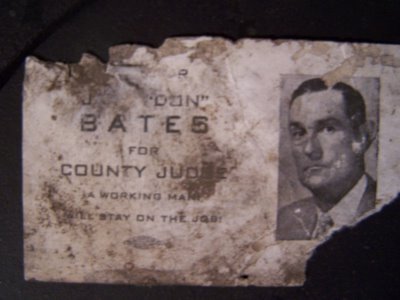 "DON"
BATES
FOR
COUNTY JUDGE
(A WORKING MAN)
WILL STAY ON THE JOB!